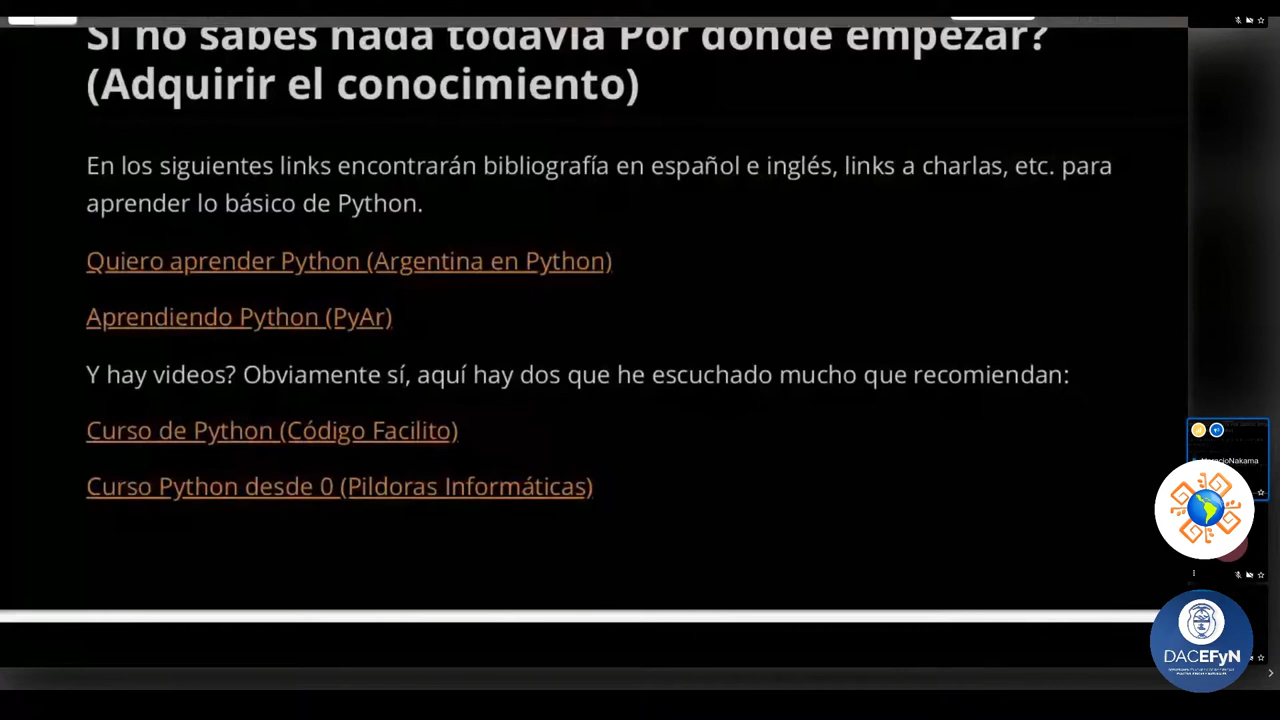 Si no sabes nada todavía Por dónde empezar?
(Adquirir el conocimiento)
En los siguientes links encontrarán bibliografía en español e inglés, links a charlas, etc. para
aprender lo básico de Python.
Quiero aprender Python (Argentina en Python)
Aprendiendo Python (PyAr)
Y hay videos? Obviamente sí, aquí hay dos que he escuchado mucho que recomiendan:
Curso de Python (Código Facilito)
Curso Python desde 0 (Pildoras Informáticas)
DACEFyN